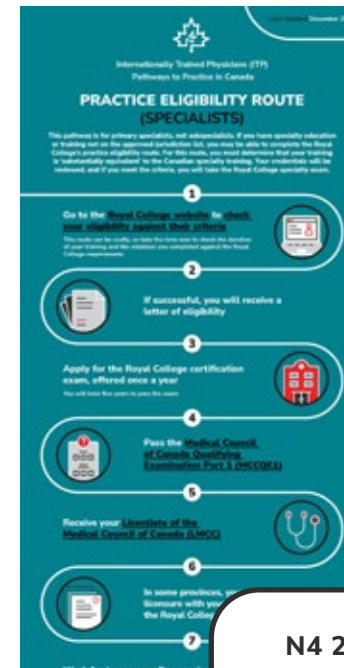 Last Updated December 2
Internationally Trained Physicians (ITP)
Pathways to Practice in Canada
PRACTICE ELIGIBILITY ROUTE
(SPECIALISTS)
This pathway is for primary specialists, not subspecialists. If you have specialty education
or training not on the approved jurisdiction list, you may be able to complete the Royal
College's practice eligibility route. For this route, you must determine that your training
is 'substantially equivalent' to the Canadian specialty training. Your credentials will be
reviewed, and if you meet the criteria, you will take the Royal College specialty exam.
1
Go to the Royal College website to check
your eligibility against their criteria
This route can be costly, so take the time now to check the duration
of your training and the rotations you completed against the Royal
College requirements
2
If successful, you will receive a
letter of eligibility
3
Apply for the Royal College certification
exam, offered once a year
You will have five years to pass the exam
4
Pass the Medical Council
of Canada Qualifying
Examination Part 1 (MCCQE1)
5
Receive your Licentiate of the
Medical Council of Canada (LMCC)
6
In some provinces, yo
licensure with you
the Royal Colleg
7
N4 2